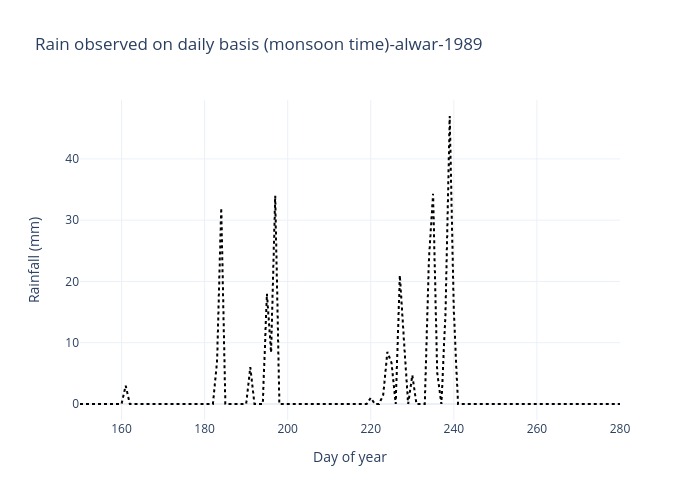 Rain observed on daily basis (monsoon time)-alwar-1989
Rainfall (mm)
40
30
20
10
0
160 180 200 220 240 260 280
Day of year